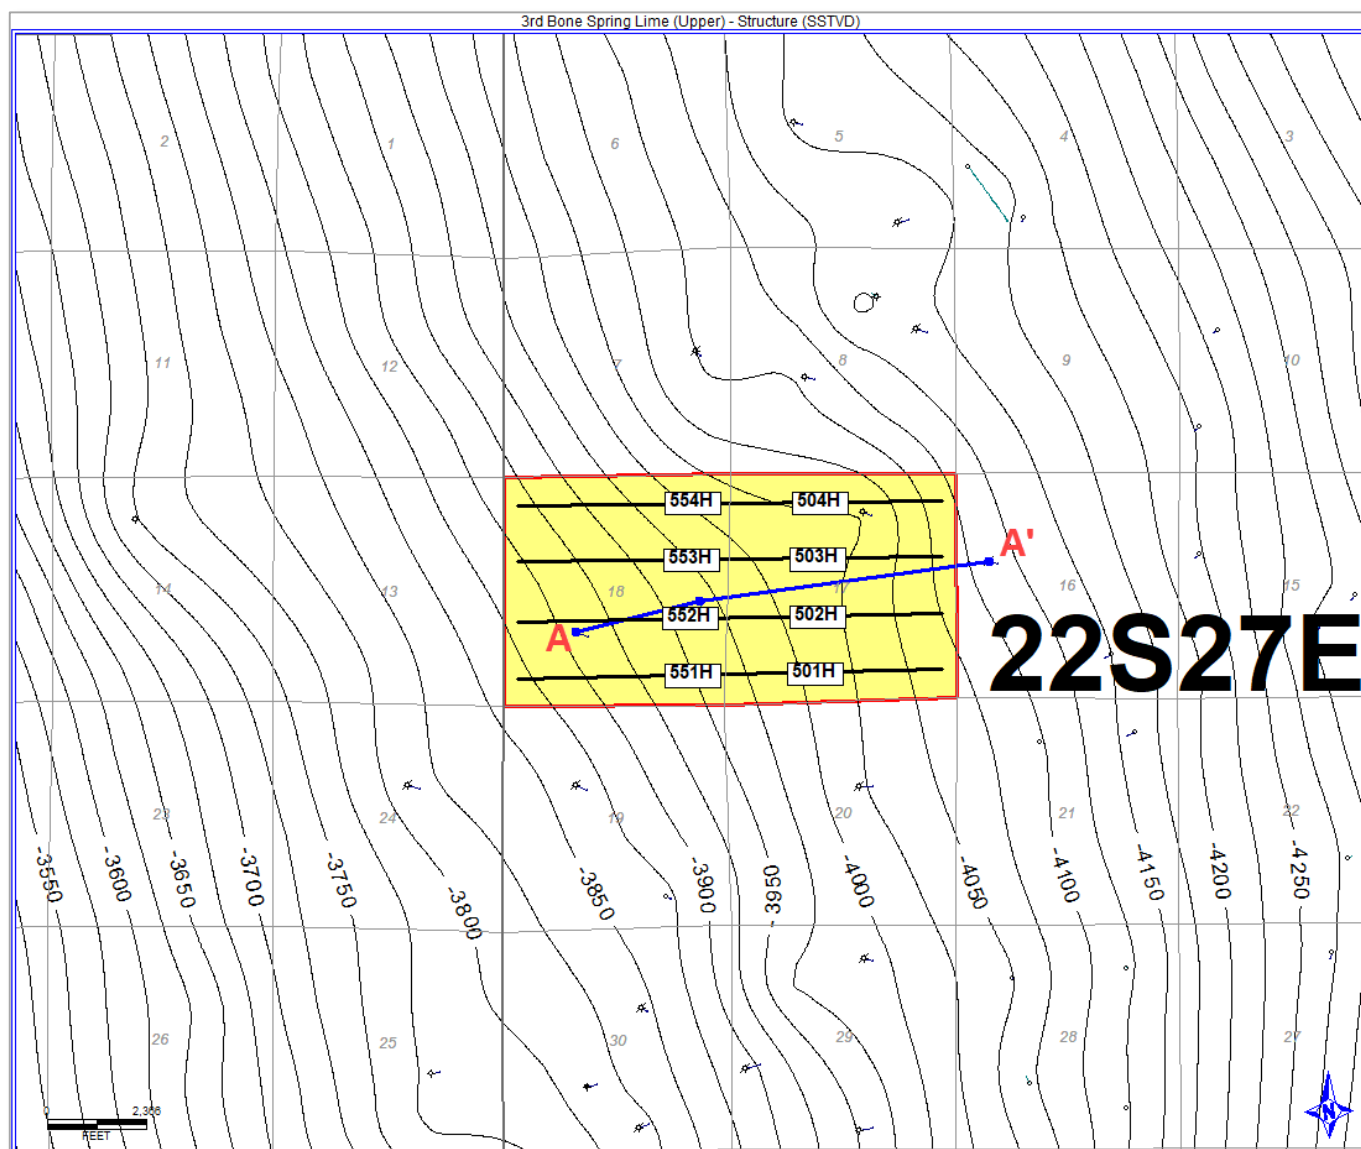 3rd Bone Spring Lime (Upper) - Structure (SSTVD)
2 1 6 5 4 3
11 12 7 8 9 10
554H 504H
A'
553H 503H
14 13 18 17 16 15
552H 502H
A
22S27E
551H 501H
23 24 19 20 21 22
-3550 -3600 -3650 -3700 -3750 -3800 -3850 -3900 -3950 -4000 -4050 -4100 -4150 -4200 -4250
26 25 30 29 28 27
0
FEET
N